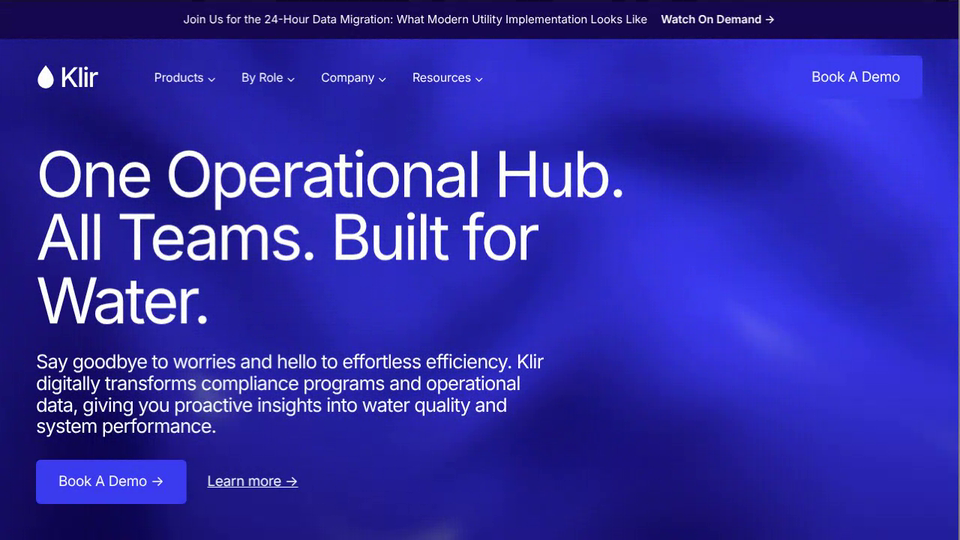 Join Us for the 24-Hour Data Migration: What Modern Utility Implementation Looks Like Watch On Demand →
Klir
Products By Role Company Resources
Book A Demo
One Operational Hub.
All Teams. Built for
Water.
Say goodbye to worries and hello to effortless efficiency. Klir
digitally transforms compliance programs and operational
data, giving you proactive insights into water quality and
system performance.
Book A Demo → Learn more →